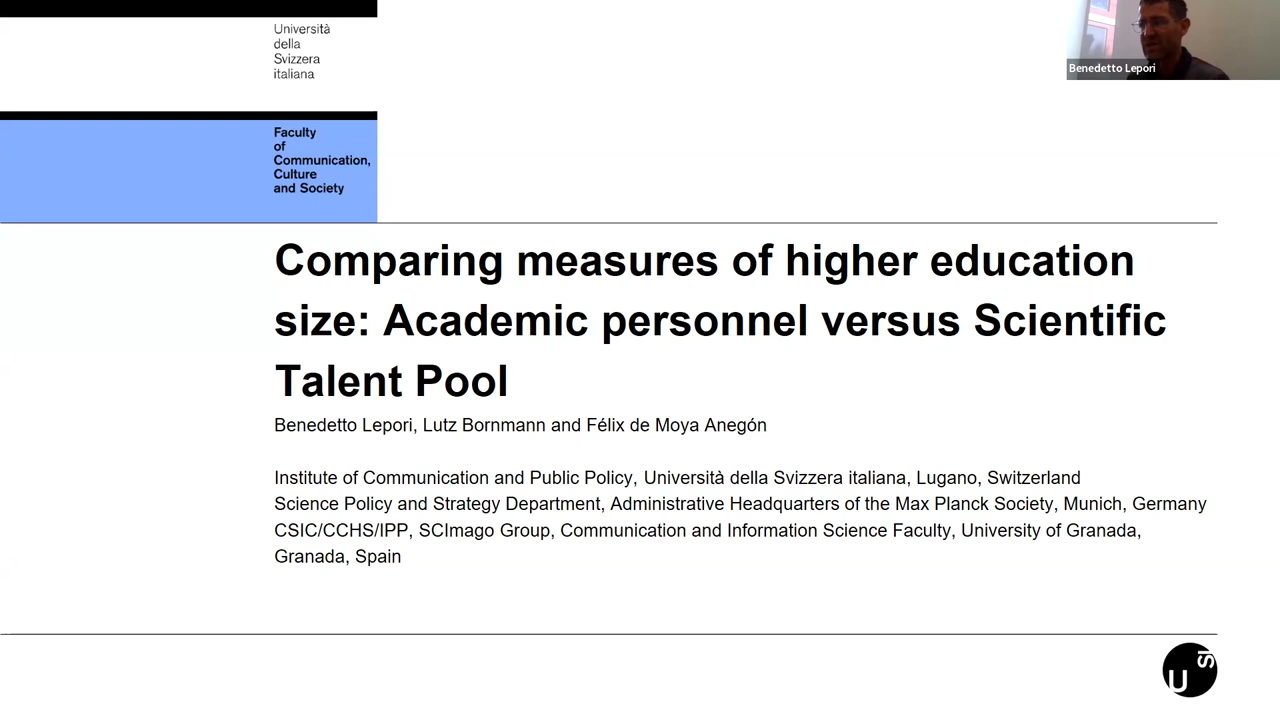 Università
della
Svizzera
italiana
Benedetto Lepori
Faculty
of
Communication,
Culture
and Society
Comparing measures of higher education
size: Academic personnel versus Scientific
Talent Pool
Benedetto Lepori, Lutz Bornmann and Félix de Moya Anegón
Institute of Communication and Public Policy, Università della Svizzera italiana, Lugano, Switzerland
Science Policy and Strategy Department, Administrative Headquarters of the Max Planck Society, Munich, Germany
CSIC/CCHS/IPP, SCImago Group, Communication and Information Science Faculty, University of Granada,
Granada, Spain
U
SI